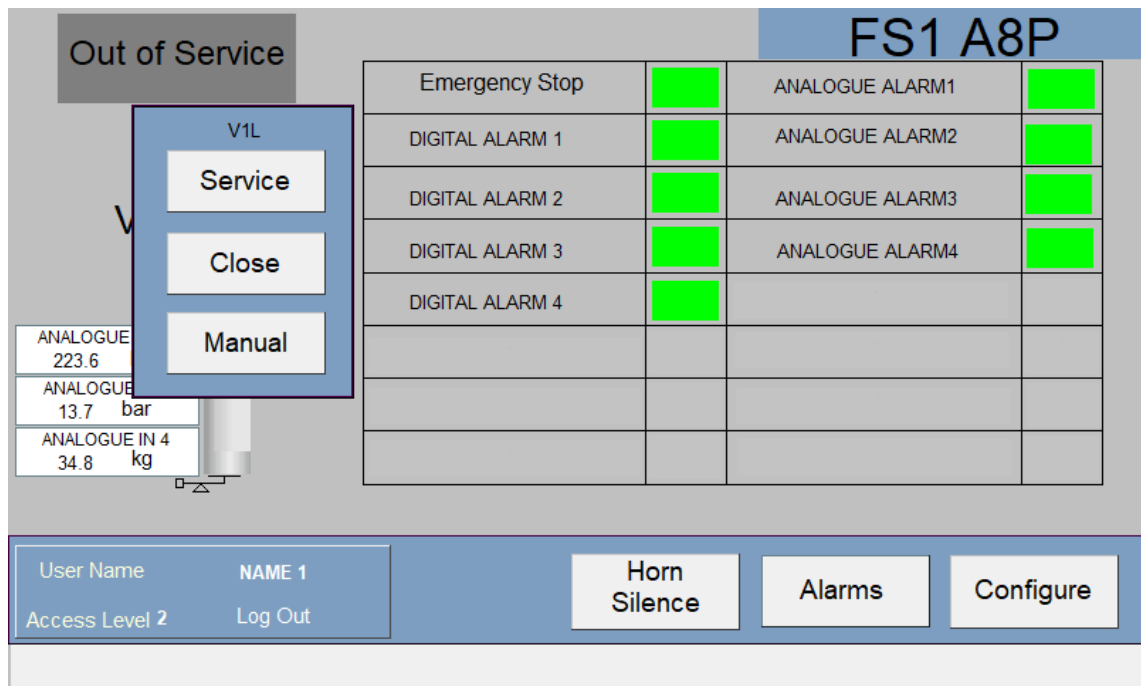 Out of Service
FS1 A8P
Emergency Stop
ANALOGUE ALARM1
DIGITAL ALARM 1
ANALOGUE ALARM2
DIGITAL ALARM 2
ANALOGUE ALARM3
DIGITAL ALARM 3
ANALOGUE ALARM4
DIGITAL ALARM 4
V1L
Service
Close
Manual
V
ANALOGUE
223.6
ANALOGUE
13.7 bar
ANALOGUE IN 4
34.8 kg
User Name NAME 1
Access Level 2 Log Out
Horn
Silence
Alarms
Configure